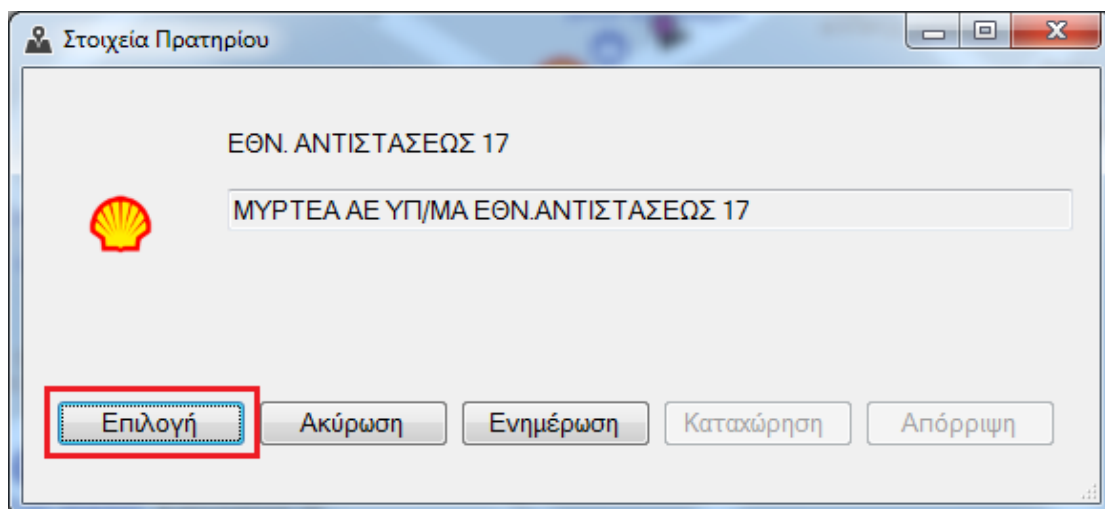 Στοιχεία Πρατηρίου
ΕΘΝ. ΑΝΤΙΣΤΑΣΕΩΣ 17
ΜΥΡΤΕΑ ΑΕ ΥΠ/ΜΑ ΕΘΝ.ΑΝΤΙΣΤΑΣΕΩΣ 17
Επιλογή Ακύρωση Ενημέρωση Καταχώρηση Απόρριψη